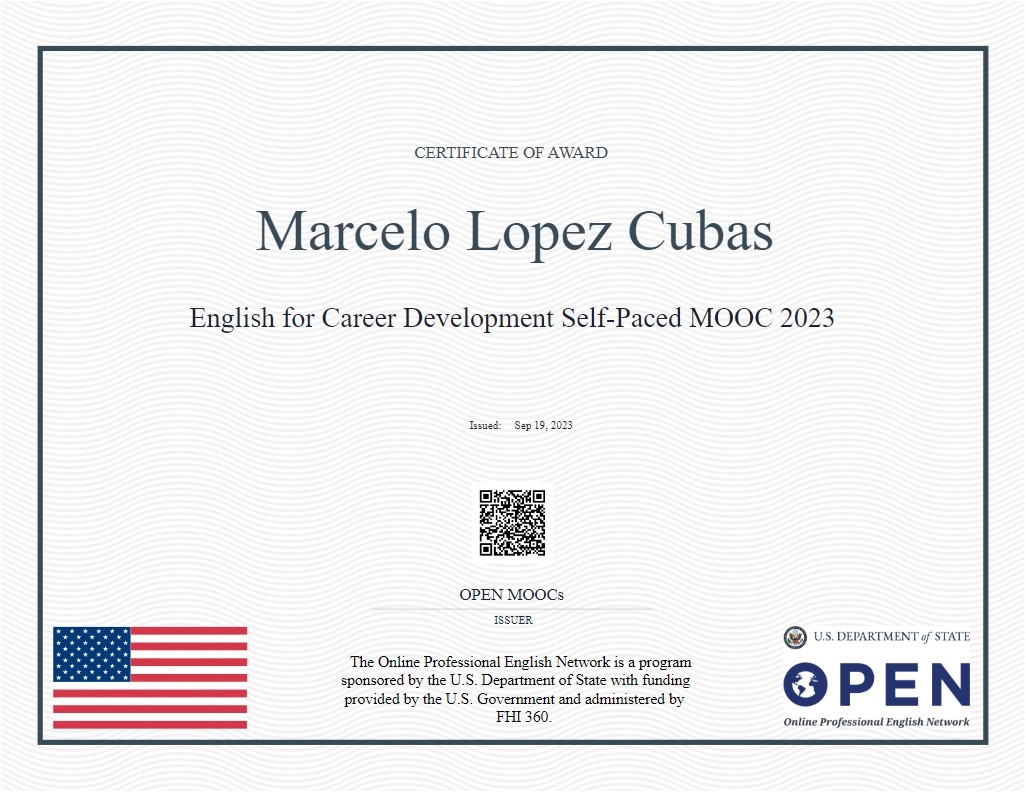 CERTIFICATE OF AWARD
Marcelo Lopez Cubas
English for Career Development Self-Paced MOOC 2023
Issued: Sep 19, 2023
OPEN MOOCs
ISSUER
The Online Professional English Network is a program
sponsored by the U.S. Department of State with funding
provided by the U.S. Government and administered by
FHI 360.
U.S. DEPARTMENT of STATE
OPEN
Online Professional English Network